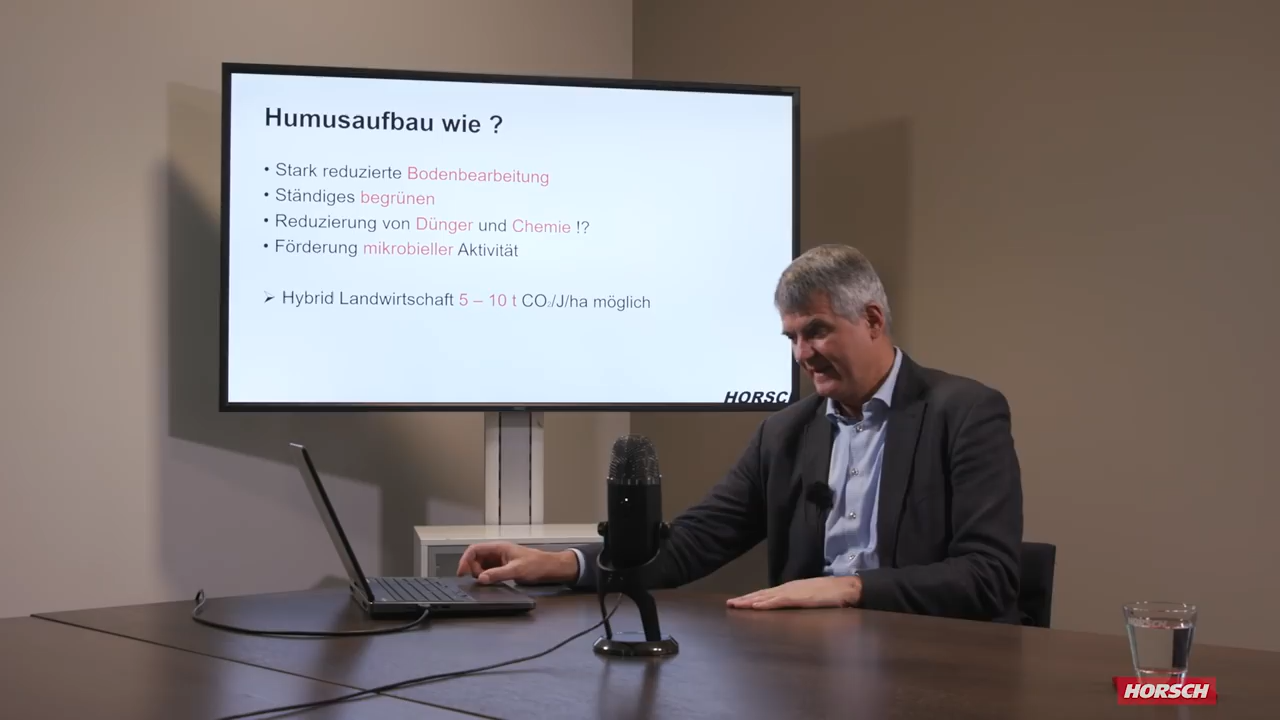 Humusaufbau wie ?
• Stark reduzierte Bodenbearbeitung
• Ständiges begrünen
• Reduzierung von Dünger und Chemie !?
• Förderung mikrobieller Aktivität
➢ Hybrid Landwirtschaft 5 – 10 t CO₂/J/ha möglich
HORSC
HORSCH